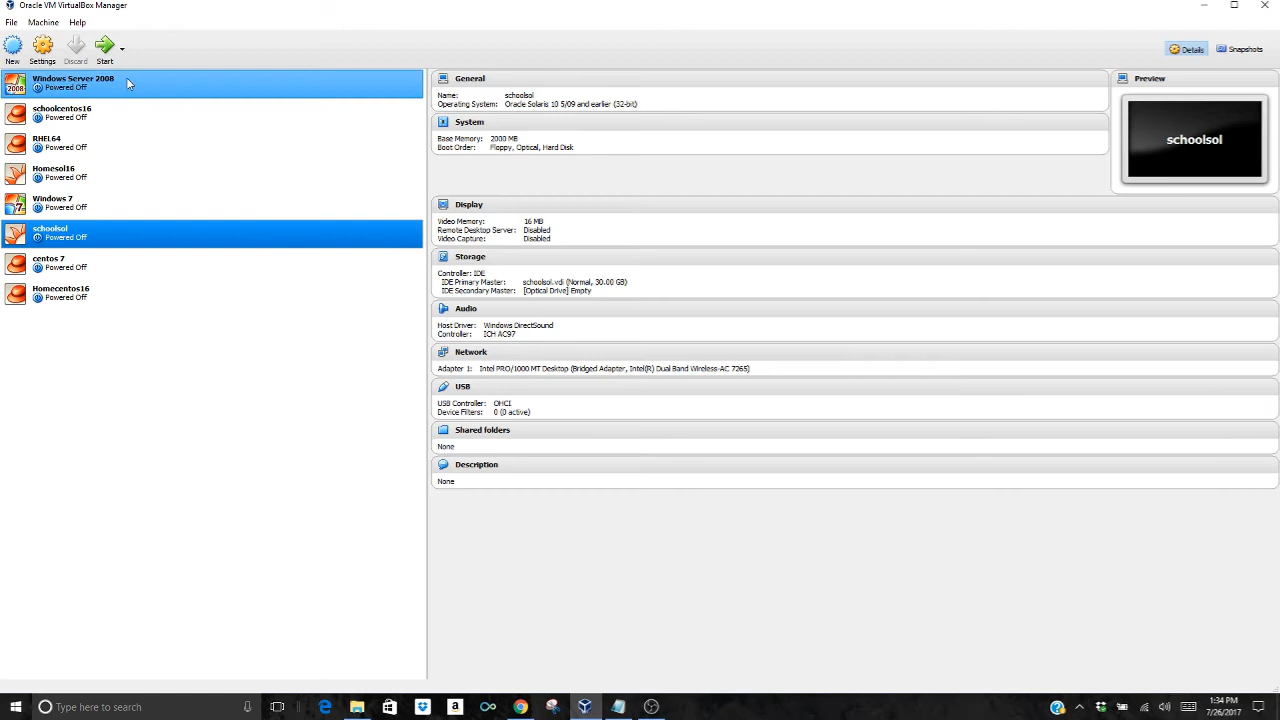 Oracle VM VirtualBox Manager
File Machine Help
New Settings Discard Start
Details Snapshots
2008
Windows Server 2008
Powered Off
schoolcentos16
Powered Off
RHEL64
Powered Off
Homesol16
Powered Off
7
Windows 7
Powered Off
schoolsol
Powered Off
centos 7
Powered Off
Homecentos16
Powered Off
General
Name: schoolsol
Operating System: Oracle Solaris 10 5/09 and earlier (32-bit)
System
Base Memory: 2000 MB
Boot Order: Floppy, Optical, Hard Disk
Preview
schoolsol
Display
Video Memory: 16 MB
Remote Desktop Server: Disabled
Video Capture: Disabled
Storage
Controller: IDE
IDE Primary Master: schoolsol.vdi (Normal, 30.00 GB)
IDE Secondary Master: [Optical Drive] Empty
Audio
Host Driver: Windows DirectSound
Controller: ICH AC97
Network
Adapter 1: Intel PRO/1000 MT Desktop (Bridged Adapter, Intel(R) Dual Band Wireless-AC 7265)
USB
USB Controller: OHCI
Device Filters: 0 (0 active)
Shared folders
None
Description
None
Type here to search
1:34 PM
7/26/2017